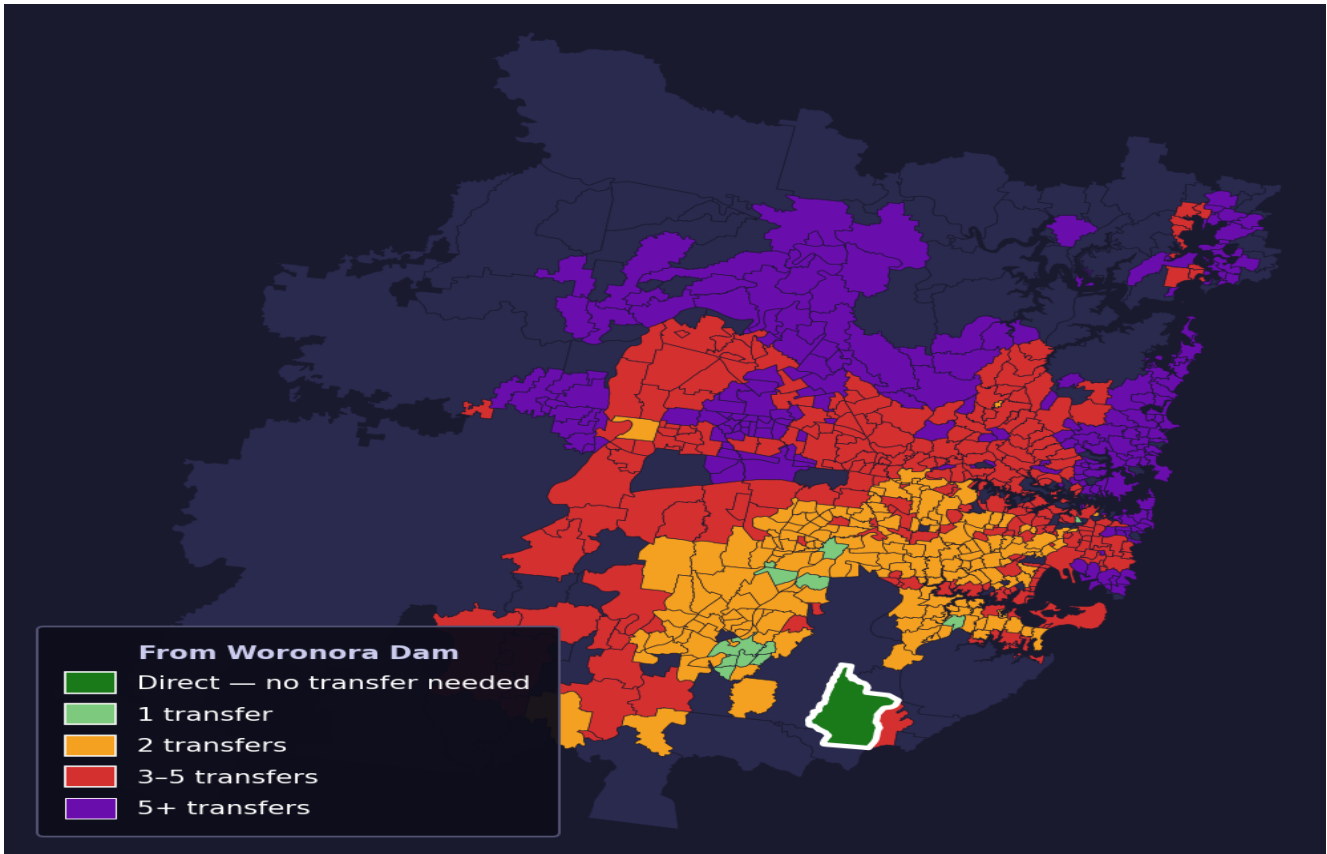 From Woronora Dam
Direct — no transfer needed
1 transfer
2 transfers
3–5 transfers
5+ transfers